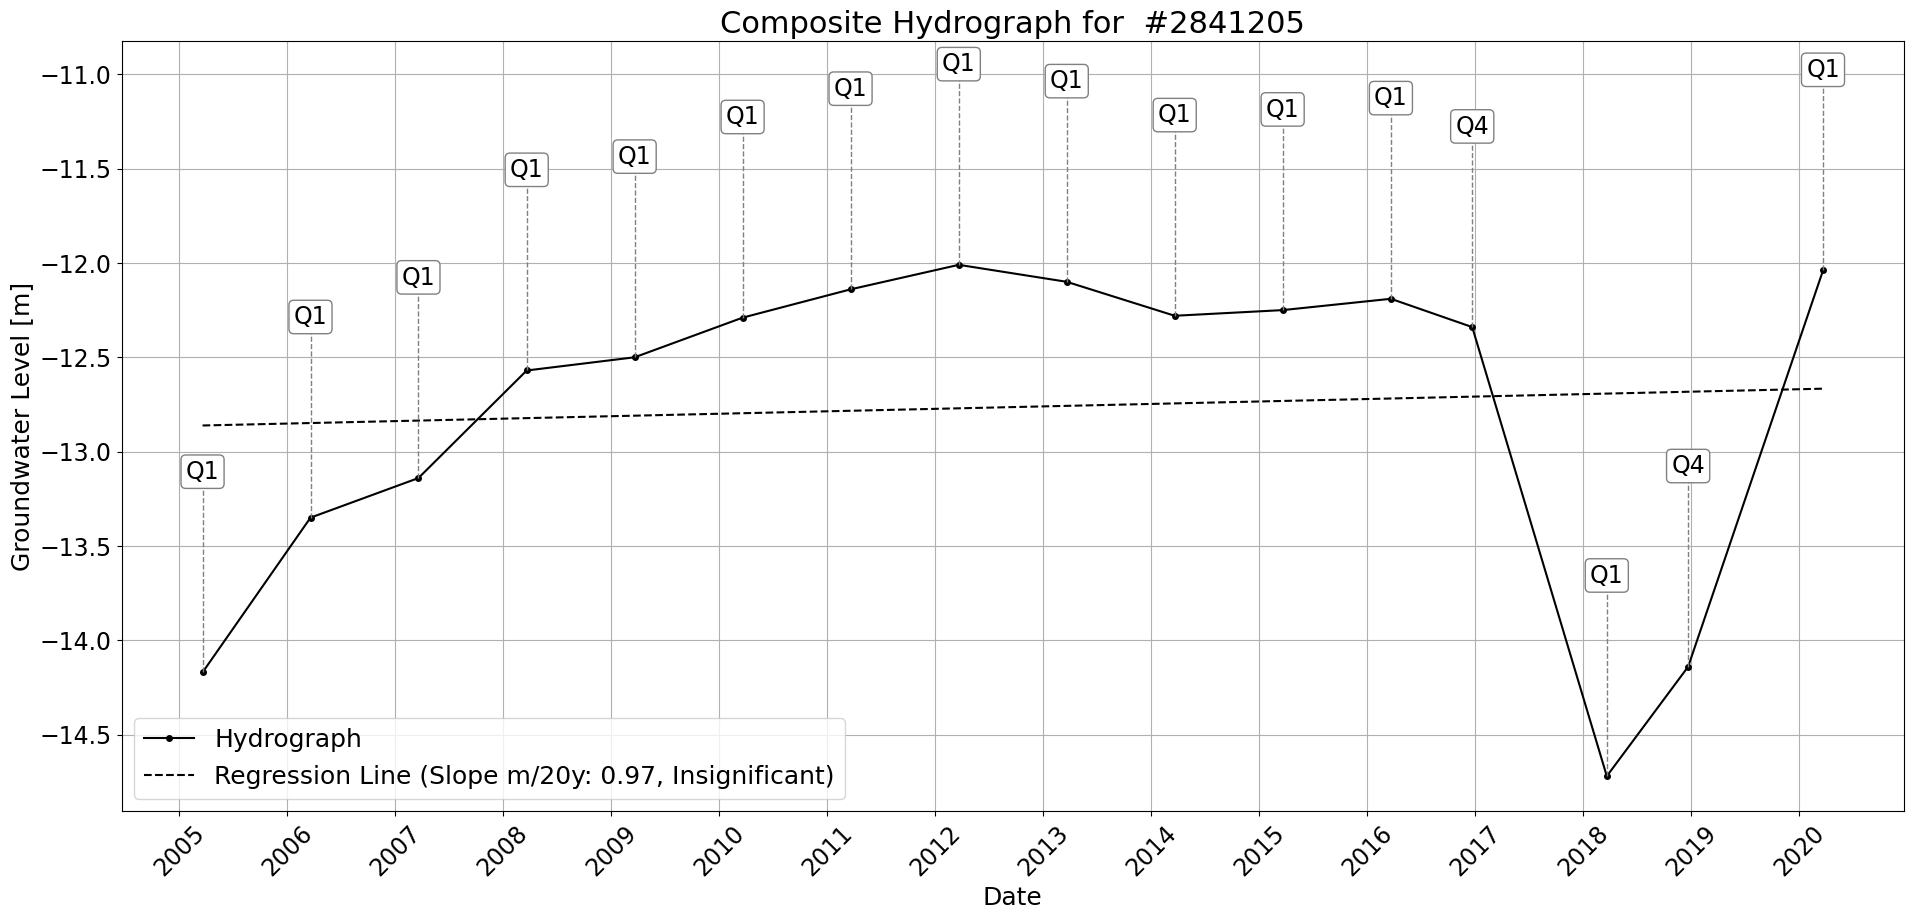 Composite Hydrograph for  #2841205
Groundwater Level [m]
−11.0
−11.5
−12.0
−12.5
−13.0
−13.5
−14.0
−14.5
Q1
Q1
Q1
Q1
Q1
Q1
Q1
Q1
Q1
Q1
Q1
Q1
Q4
Q1
Q4
Q1
Hydrograph
Regression Line (Slope m/20y: 0.97, Insignificant)
2005
2006
2007
2008
2009
2010
2011
2012
2013
2014
2015
2016
2017
2018
2019
2020
Date